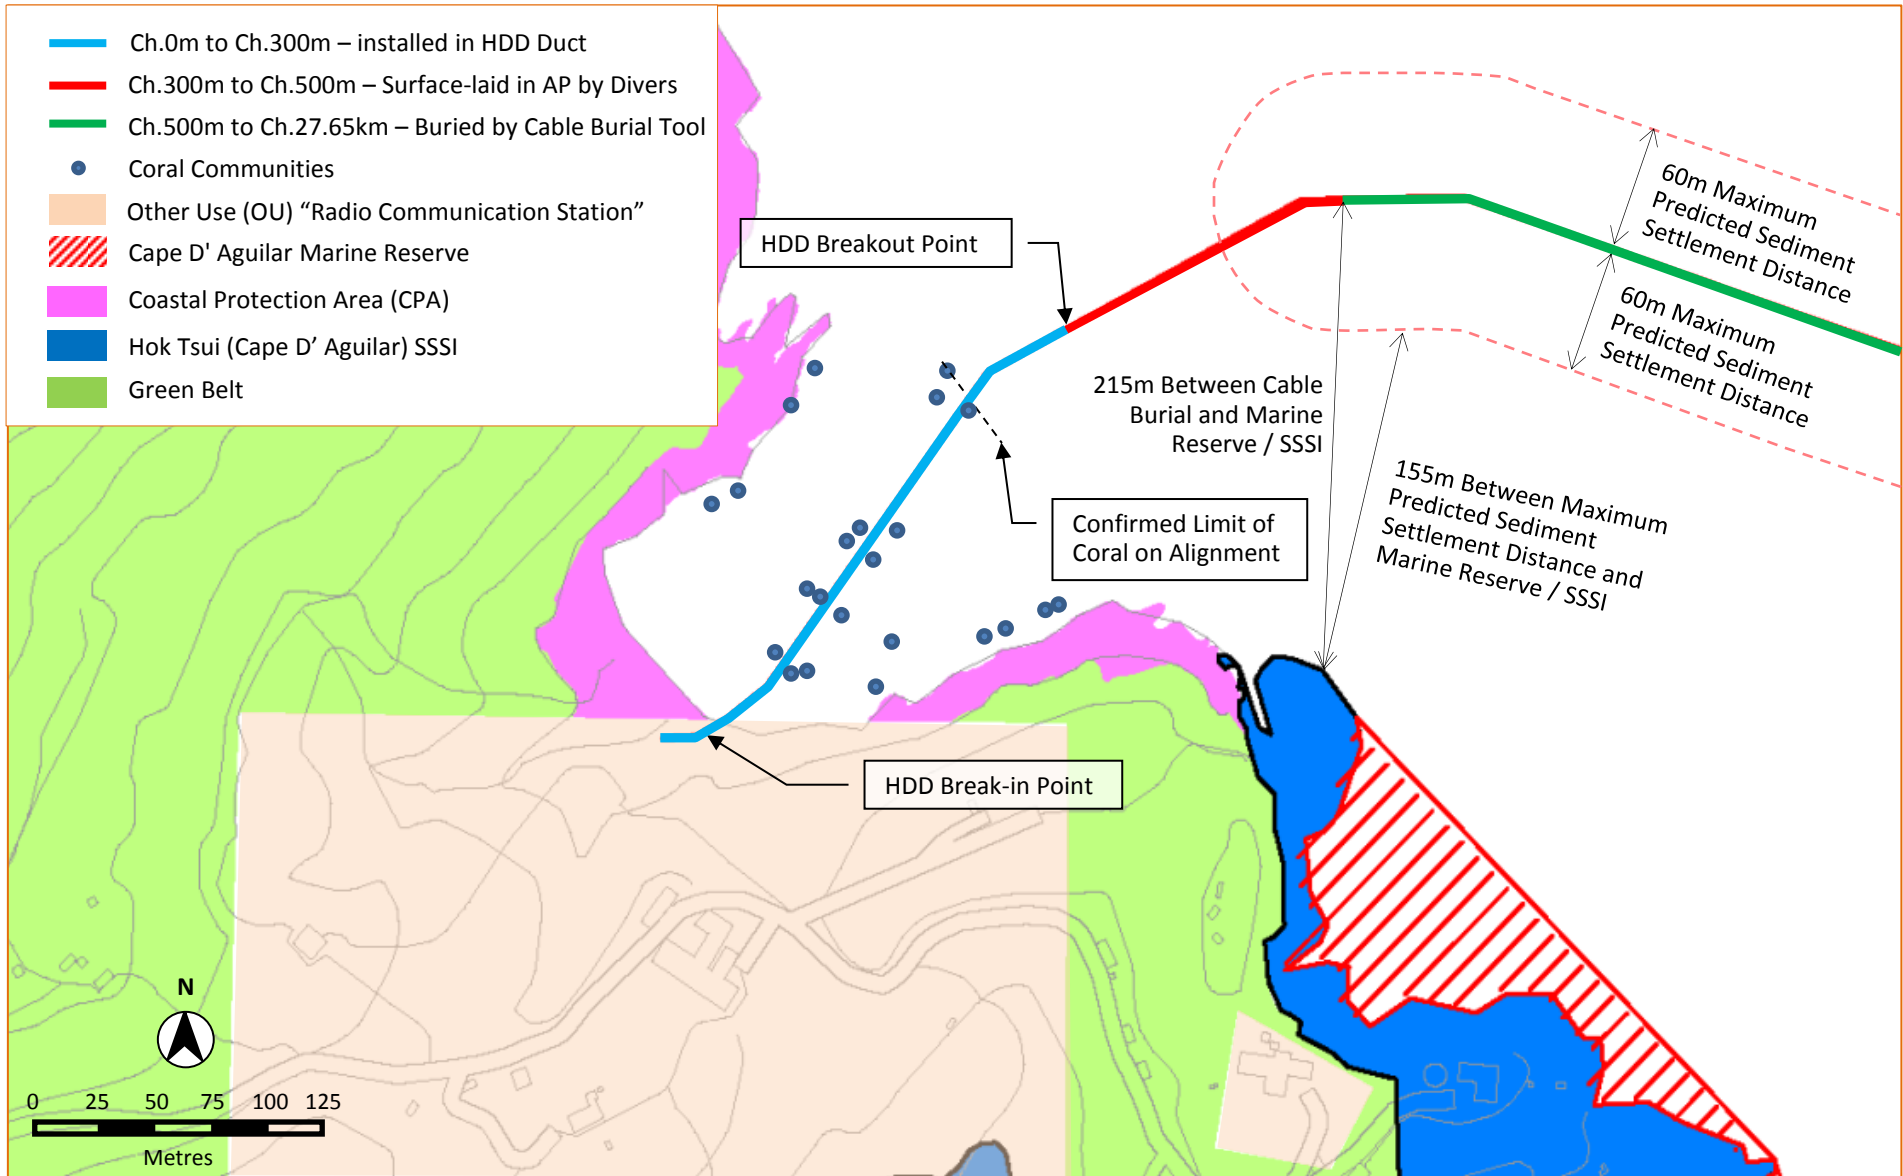 Ch.0m to Ch.300m – installed in HDD Duct
Ch.300m to Ch.500m – Surface-laid in AP by Divers
Ch.500m to Ch.27.65km – Buried by Cable Burial Tool
Coral Communities
Other Use (OU) “Radio Communication Station”
Cape D' Aguilar Marine Reserve
Coastal Protection Area (CPA)
Hok Tsui (Cape D’ Aguilar) SSSI
Green Belt
HDD Breakout Point
60m Maximum
Predicted Sediment
Settlement Distance
60m Maximum
Predicted Sediment
Settlement Distance
215m Between Cable
Burial and Marine
Reserve / SSSI
155m Between Maximum
Predicted Sediment
Settlement Distance and
Marine Reserve / SSSI
Confirmed Limit of
Coral on Alignment
HDD Break-in Point
N
0 25 50 75 100 125
Metres